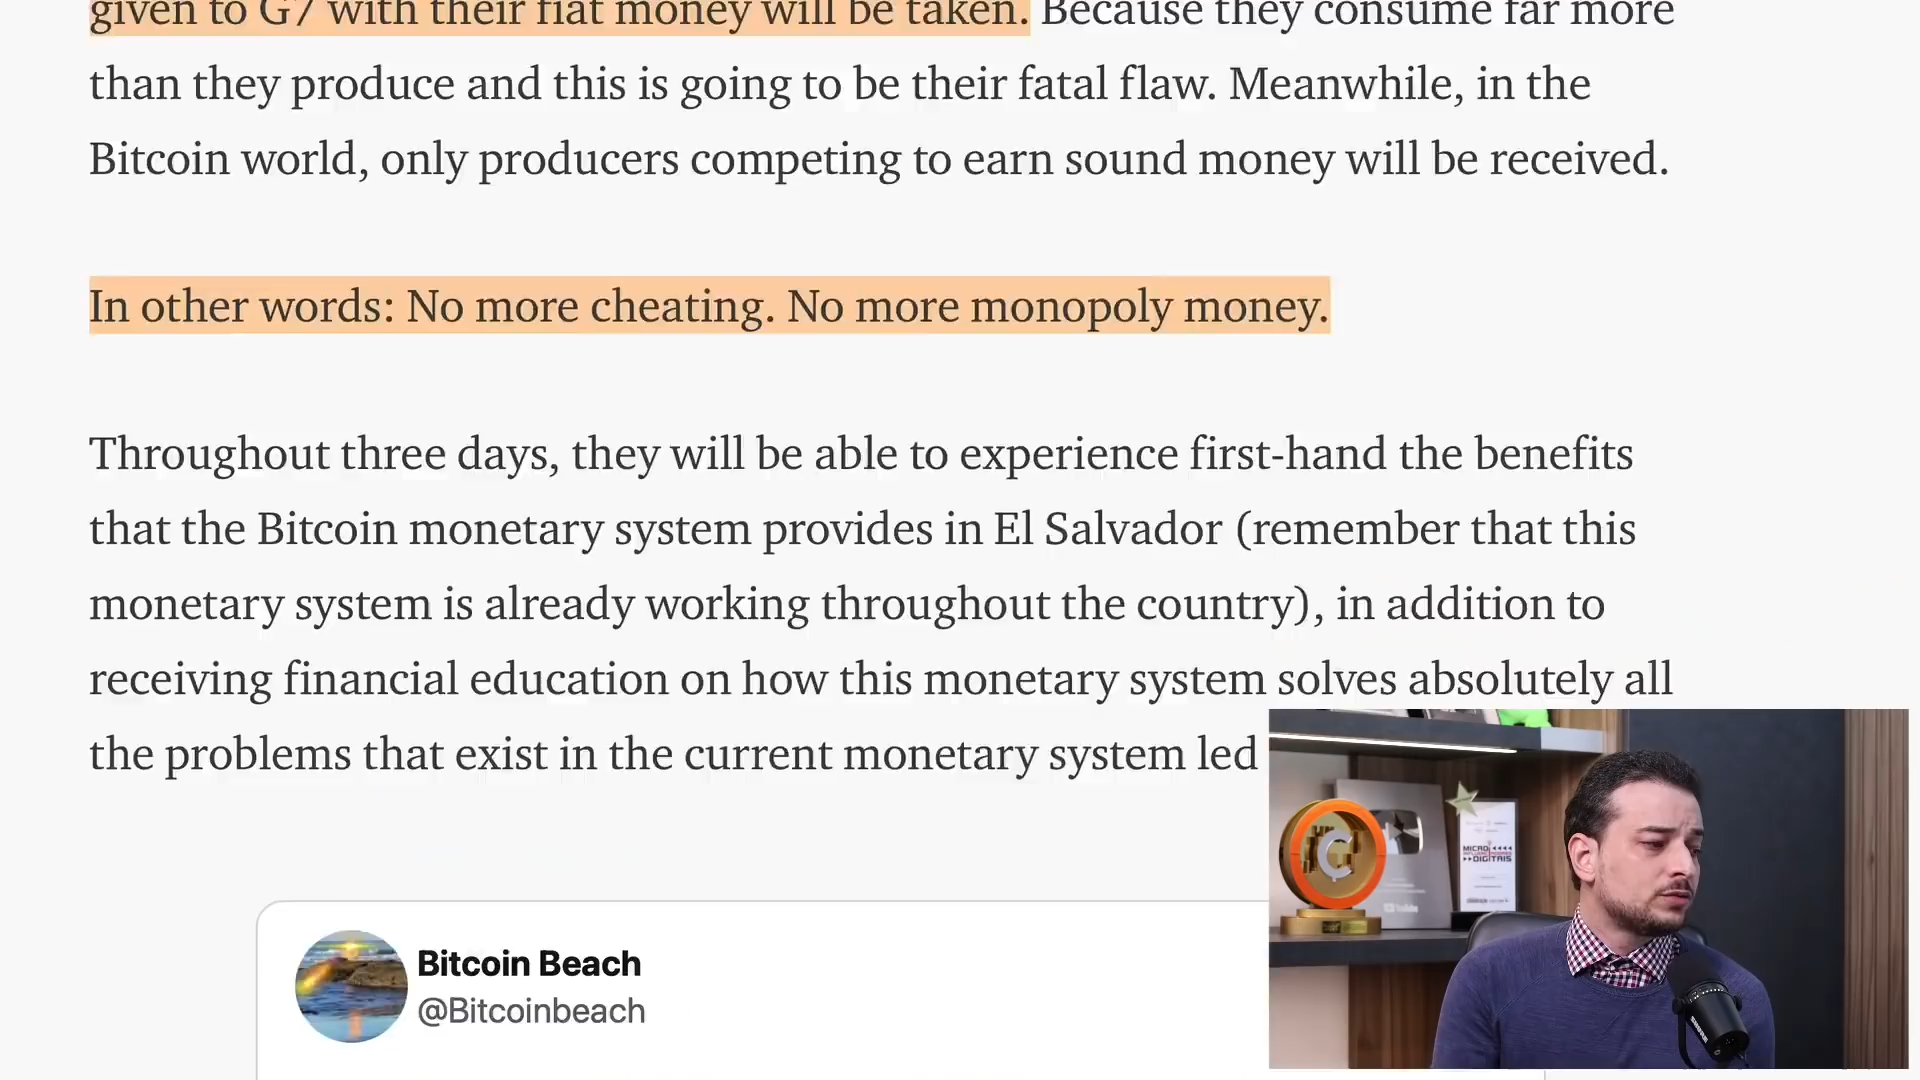 given to G7 with their fiat money will be taken. Because they consume far more
than they produce and this is going to be their fatal flaw. Meanwhile, in the
Bitcoin world, only producers competing to earn sound money will be received.
In other words: No more cheating. No more monopoly money.
Throughout three days, they will be able to experience first-hand the benefits
that the Bitcoin monetary system provides in El Salvador (remember that this
monetary system is already working throughout the country), in addition to
receiving financial education on how this monetary system solves absolutely all
the problems that exist in the current monetary system led
MICRO
DIGITAIS
YouTube
Bitcoin Beach
@Bitcoinbeach